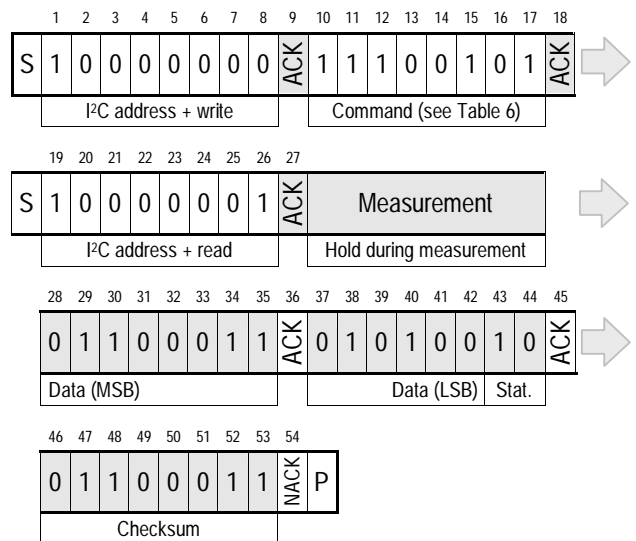 1 2 3 4 5 6 7 8 9 10 11 12 13 14 15 16 17 18
S 1 0 0 0 0 0 0 0 ACK 1 1 1 0 0 1 0 1 ACK
I²C address + write Command (see Table 6)
19 20 21 22 23 24 25 26 27
S 1 0 0 0 0 0 0 1 ACK Measurement
I²C address + read Hold during measurement
28 29 30 31 32 33 34 35 36 37 38 39 40 41 42 43 44 45
0 1 1 0 0 0 1 1 ACK 0 1 0 1 0 0 1 0 ACK
Data (MSB) Data (LSB) Stat.
46 47 48 49 50 51 52 53 54
0 1 1 0 0 0 1 1 NACK P
Checksum